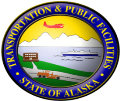 TRANSPORTATION & PUBLIC FACILITIES
STATE OF ALASKA